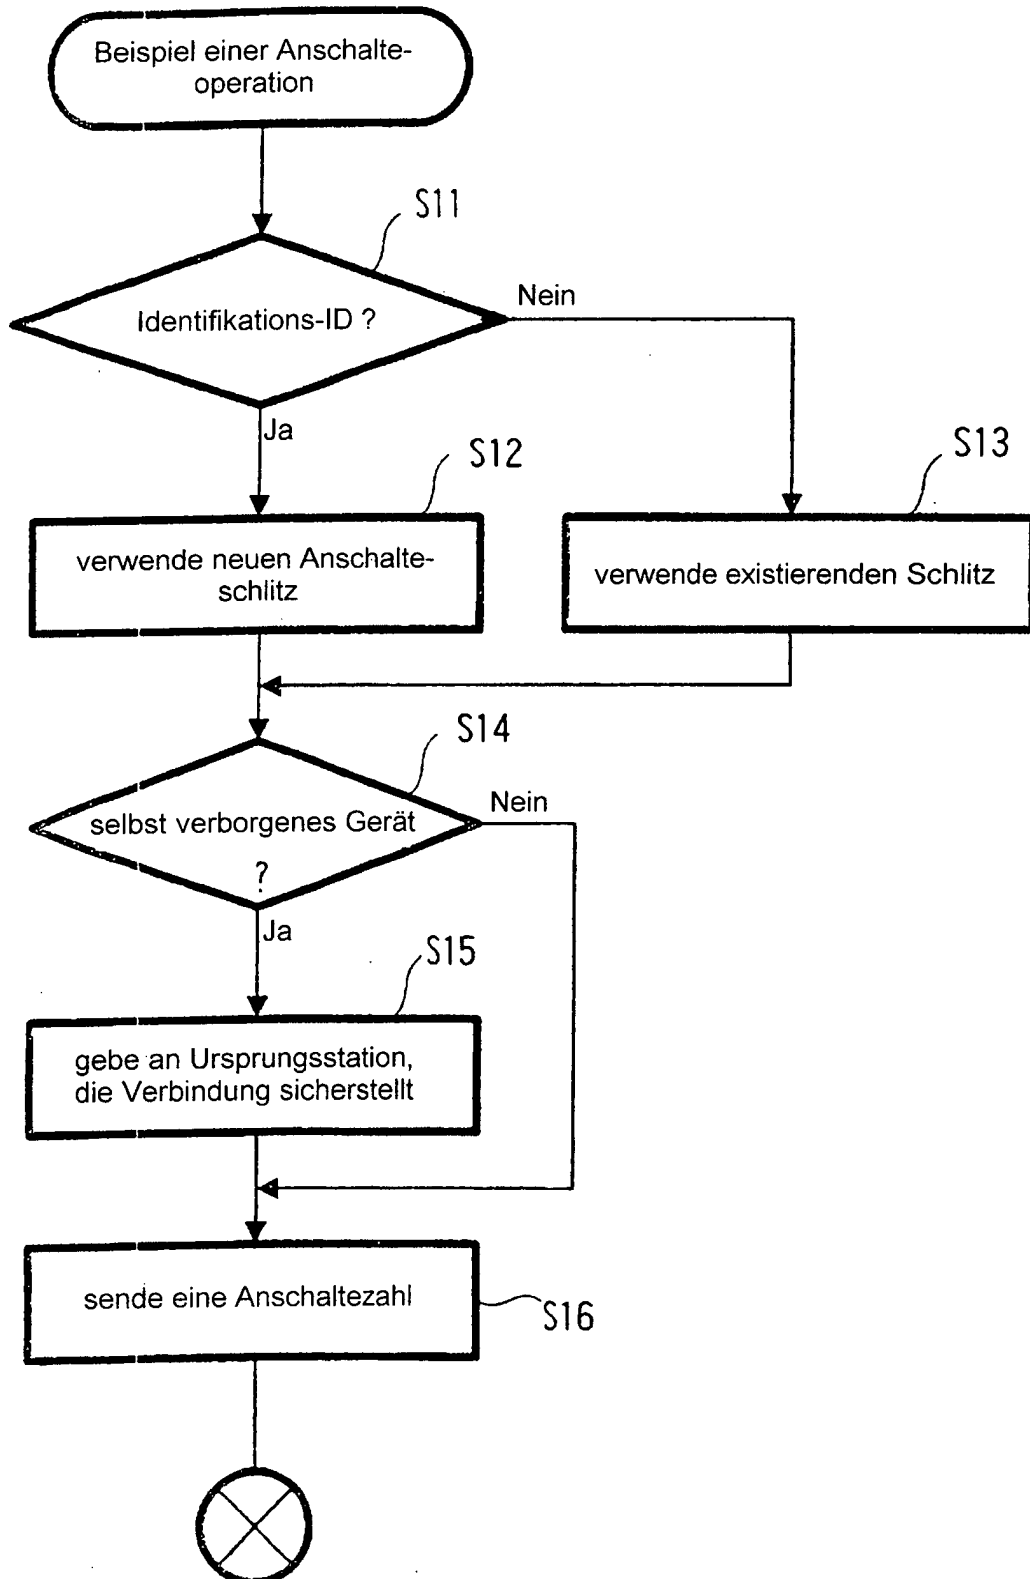 Beispiel einer Anschalte-
operation
S11
Identifikations-ID ?
Nein
Ja
S12
S13
verwende neuen Anschalte-
schlitz
verwende existierenden Schlitz
S14
selbst verborgenes Gerät
?
Nein
Ja
S15
gebe an Ursprungsstation,
die Verbindung sicherstellt
sende eine Anschaltezahl
S16